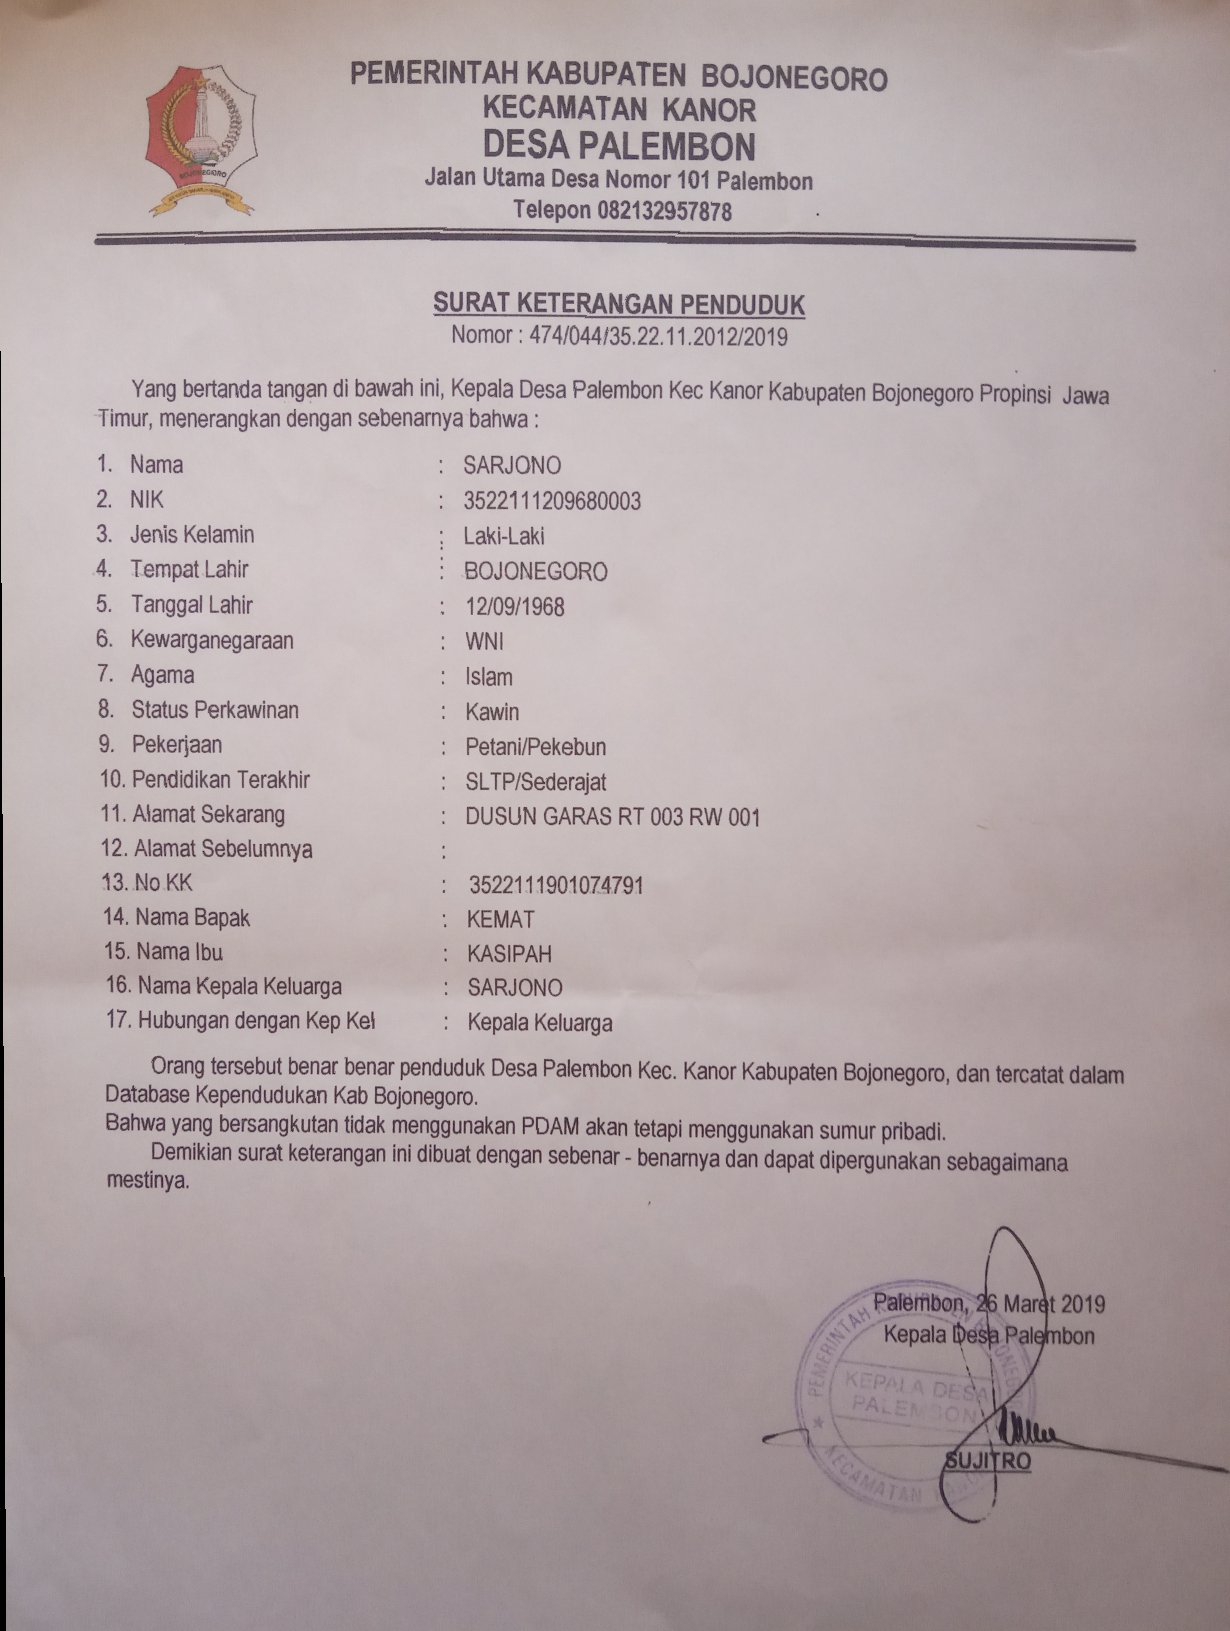 PEMERINTAH KABUPATEN BOJONEGORO
KECAMATAN KANOR
DESA PALEMBON
Jalan Utama Desa Nomor 101 Palembon
Telepon 082132957878
BOJONEGORO
SURAT KETERANGAN PENDUDUK
Nomor : 474/044/35.22.11.2012/2019
Yang bertanda tangan di bawah ini, Kepala Desa Palembon Kec Kanor Kabupaten Bojonegoro Propinsi Jawa
Timur, menerangkan dengan sebenarnya bahwa :
1. Nama : SARJONO
2. NIK : 3522111209680003
3. Jenis Kelamin : Laki-Laki
4. Tempat Lahir : BOJONEGORO
5. Tanggal Lahir : 12/09/1968
6. Kewarganegaraan : WNI
7. Agama : Islam
8. Status Perkawinan : Kawin
9. Pekerjaan : Petani/Pekebun
10. Pendidikan Terakhir : SLTP/Sederajat
11. Alamat Sekarang : DUSUN GARAS RT 003 RW 001
12. Alamat Sebelumnya :
13. No KK : 3522111901074791
14. Nama Bapak : KEMAT
15. Nama Ibu : KASIPAH
16. Nama Kepala Keluarga : SARJONO
17. Hubungan dengan Kep Kel : Kepala Keluarga
Orang tersebut benar benar penduduk Desa Palembon Kec. Kanor Kabupaten Bojonegoro, dan tercatat dalam
Database Kependudukan Kab Bojonegoro.
Bahwa yang bersangkutan tidak menggunakan PDAM akan tetapi menggunakan sumur pribadi.
Demikian surat keterangan ini dibuat dengan sebenar - benarnya dan dapat dipergunakan sebagaimana
mestinya.
Palembon, 26 Maret 2019
Kepala Desa Palembon
PEMERINTAH KABUPATEN BOJONEGORO
KEPALA DESA
PALEMBON
KECAMATAN
SUJITRO